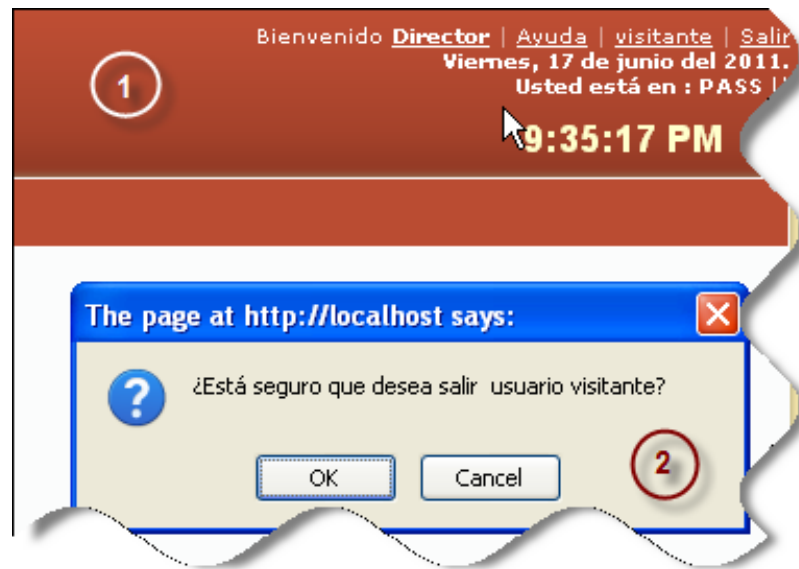 Bienvenido Director | Ayuda | visitante | Salir
Viernes, 17 de junio del 2011.
1
Usted está en : PASS
9:35:17 PM
The page at http://localhost says:
¿Está seguro que desea salir usuario visitante?
OK Cancel
2